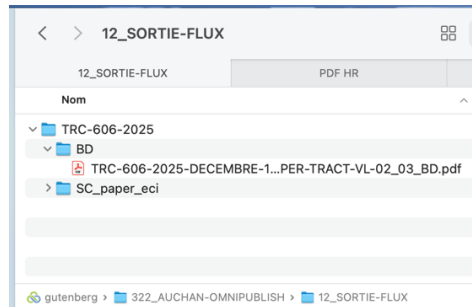 12_SORTIE-FLUX
12_SORTIE-FLUX PDF HR
Nom
TRC-606-2025
BD
TRC-606-2025-DECEMBRE-1...PER-TRACT-VL-02_03_BD.pdf
SC_paper_eci
gutenberg › 322_AUCHAN-OMNIPUBLISH › 12_SORTIE-FLUX